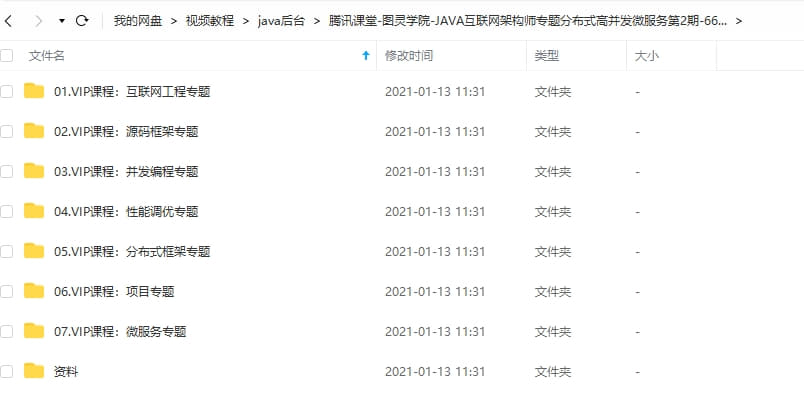 我的网盘 > 视频教程 > java后台 > 腾讯课堂-图灵学院-JAVA互联网架构师专题分布式高并发微服务第2期-66... >
文件名 修改时间 类型 大小
01.VIP课程：互联网工程专题 2021-01-13 11:31 文件夹 -
02.VIP课程：源码框架专题 2021-01-13 11:31 文件夹 -
03.VIP课程：并发编程专题 2021-01-13 11:31 文件夹 -
04.VIP课程：性能调优专题 2021-01-13 11:31 文件夹 -
05.VIP课程：分布式框架专题 2021-01-13 11:31 文件夹 -
06.VIP课程：项目专题 2021-01-13 11:31 文件夹 -
07.VIP课程：微服务专题 2021-01-13 11:31 文件夹 -
资料 2021-01-13 11:31 文件夹 -